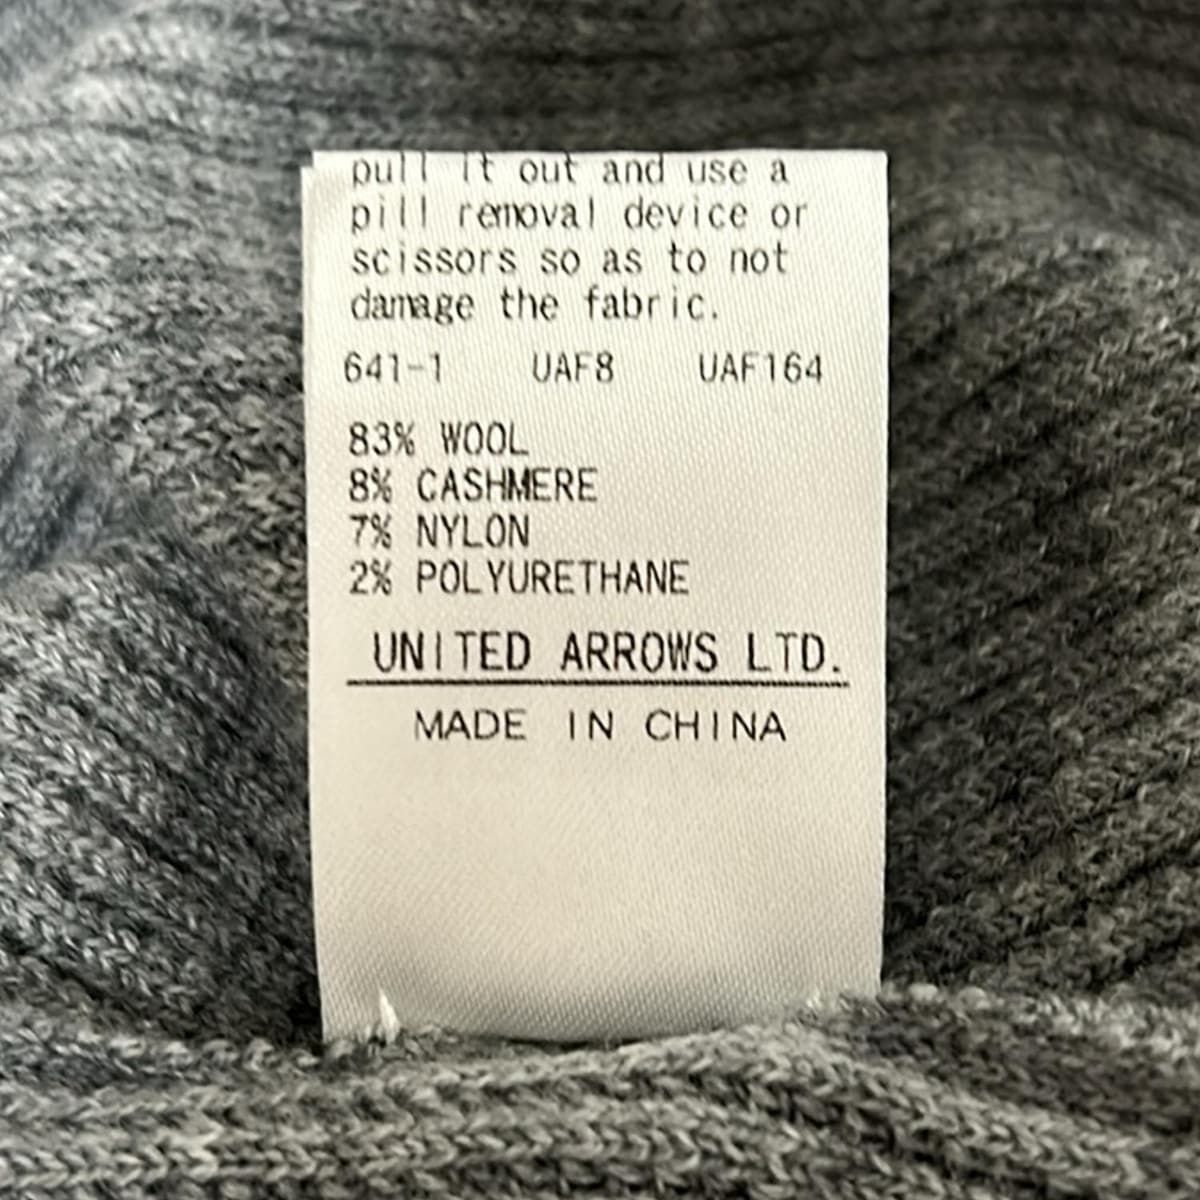 pull it out and use a
pill removal device or
scissors so as to not
damage the fabric.
641-1 UAF8 UAF164
83% WOOL
8% CASHMERE
7% NYLON
2% POLYURETHANE
UNITED ARROWS LTD.
MADE IN CHINA